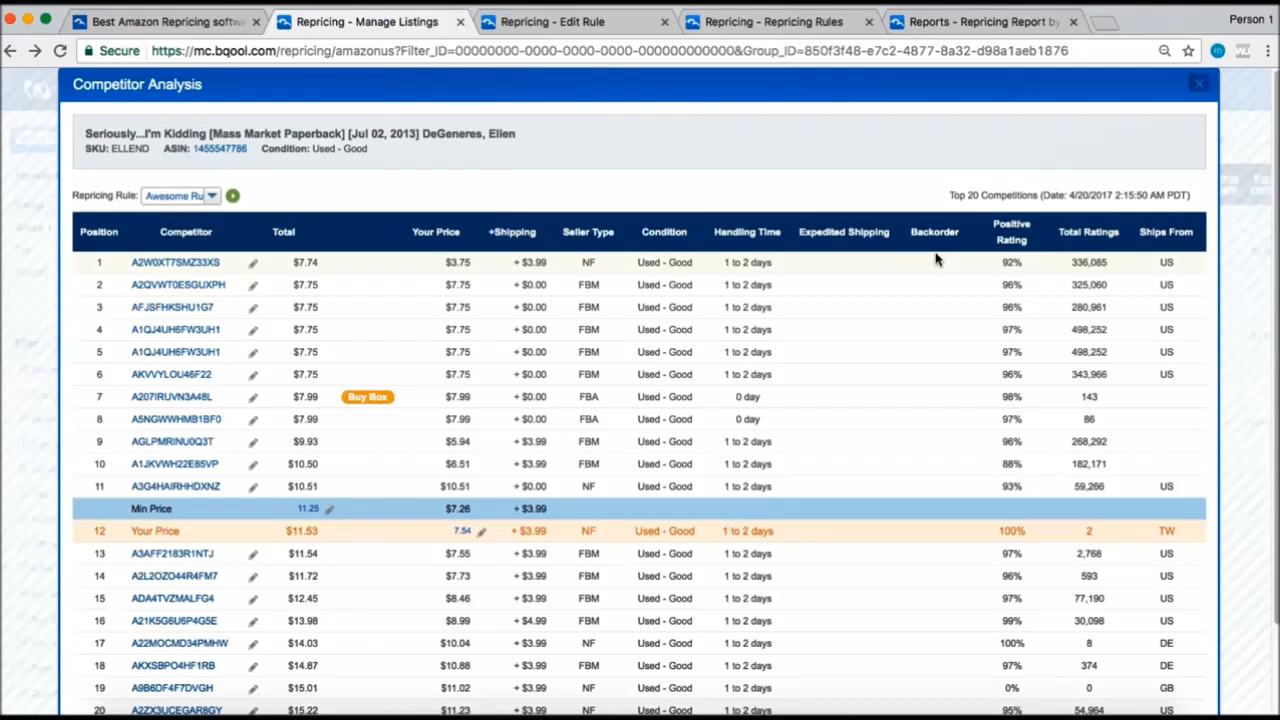 Best Amazon Repricing softw
Repricing - Manage Listings
Repricing - Edit Rule
Repricing - Repricing Rules
Reports - Repricing Report by
Person 1
Secure https://mc.bqool.com/repricing/amazonus?Filter_ID=00000000-0000-0000-0000-000000000000&Group_ID=850f3f48-e7c2-4877-8a32-d98a1aeb1876
Competitor Analysis
Seriously...I'm Kidding [Mass Market Paperback] [Jul 02, 2013] DeGeneres, Ellen
SKU: ELLEND ASIN: 1455547786 Condition: Used - Good
Repricing Rule: Awesome Ru Top 20 Competitions (Date: 4/20/2017 2:15:50 AM PDT)
Position Competitor Total Your Price +Shipping Seller Type Condition Handling Time Expedited Shipping Backorder Positive Rating Total Ratings Ships From
1 A2W0XT7SMZ33XS $7.74 $3.75 + $3.99 NF Used - Good 1 to 2 days 92% 336,085 US
2 A2QVWT0ESGUXPH $7.75 $7.75 + $0.00 FBM Used - Good 1 to 2 days 96% 325,060 US
3 AFJSFHKSHU1G7 $7.75 $7.75 + $0.00 FBM Used - Good 1 to 2 days 96% 280,961 US
4 A1QJ4UH6FW3UH1 $7.75 $7.75 + $0.00 FBM Used - Good 1 to 2 days 97% 498,252 US
5 A1QJ4UH6FW3UH1 $7.75 $7.75 + $0.00 FBM Used - Good 1 to 2 days 97% 498,252 US
6 AKVVYLOU46F22 $7.75 $7.75 + $0.00 FBM Used - Good 1 to 2 days 96% 343,966 US
7 A207IRUVN3A48L $7.99 Buy Box $7.99 + $0.00 FBA Used - Good 0 day 98% 143
8 A5NGWWHMB1BF0 $7.99 $7.99 + $0.00 FBA Used - Good 0 day 97% 86
9 AGLPMRINU0Q3T $9.93 $5.94 + $3.99 FBM Used - Good 1 to 2 days 96% 268,292
10 A1JKVWH22E85VP $10.50 $6.51 + $3.99 FBM Used - Good 1 to 2 days 88% 182,171
11 A3G4HAIRHHDXNZ $10.51 $10.51 + $0.00 NF Used - Good 1 to 2 days 93% 59,266 US
Min Price 11.25 $7.26 + $3.99
12 Your Price $11.53 7.54 + $3.99 NF Used - Good 1 to 2 days 100% 2 TW
13 A3AFF2183R1NTJ $11.54 $7.55 + $3.99 FBM Used - Good 1 to 2 days 97% 2,768 US
14 A2L2OZO44R4FM7 $11.72 $7.73 + $3.99 FBM Used - Good 1 to 2 days 96% 593 US
15 ADA4TVZMALFG4 $12.45 $8.46 + $3.99 FBM Used - Good 1 to 2 days 97% 77,190 US
16 A21K5G6U6P4G5E $13.98 $8.99 + $4.99 FBM Used - Good 1 to 2 days 99% 30,098 US
17 A22MOCMD34PMHW $14.03 $10.04 + $3.99 NF Used - Good 1 to 2 days 100% 8 DE
18 AKXSBPO4HF1RB $14.87 $10.88 + $3.99 FBM Used - Good 1 to 2 days 97% 374 DE
19 A9B6DF4F7DVGH $15.01 $11.02 + $3.99 NF Used - Good 1 to 2 days 0% 0 GB
20 A2ZX3UCEGAR8GY $15.22 $11.23 + $3.99 NF Used - Good 1 to 2 days 95% 54,964 US